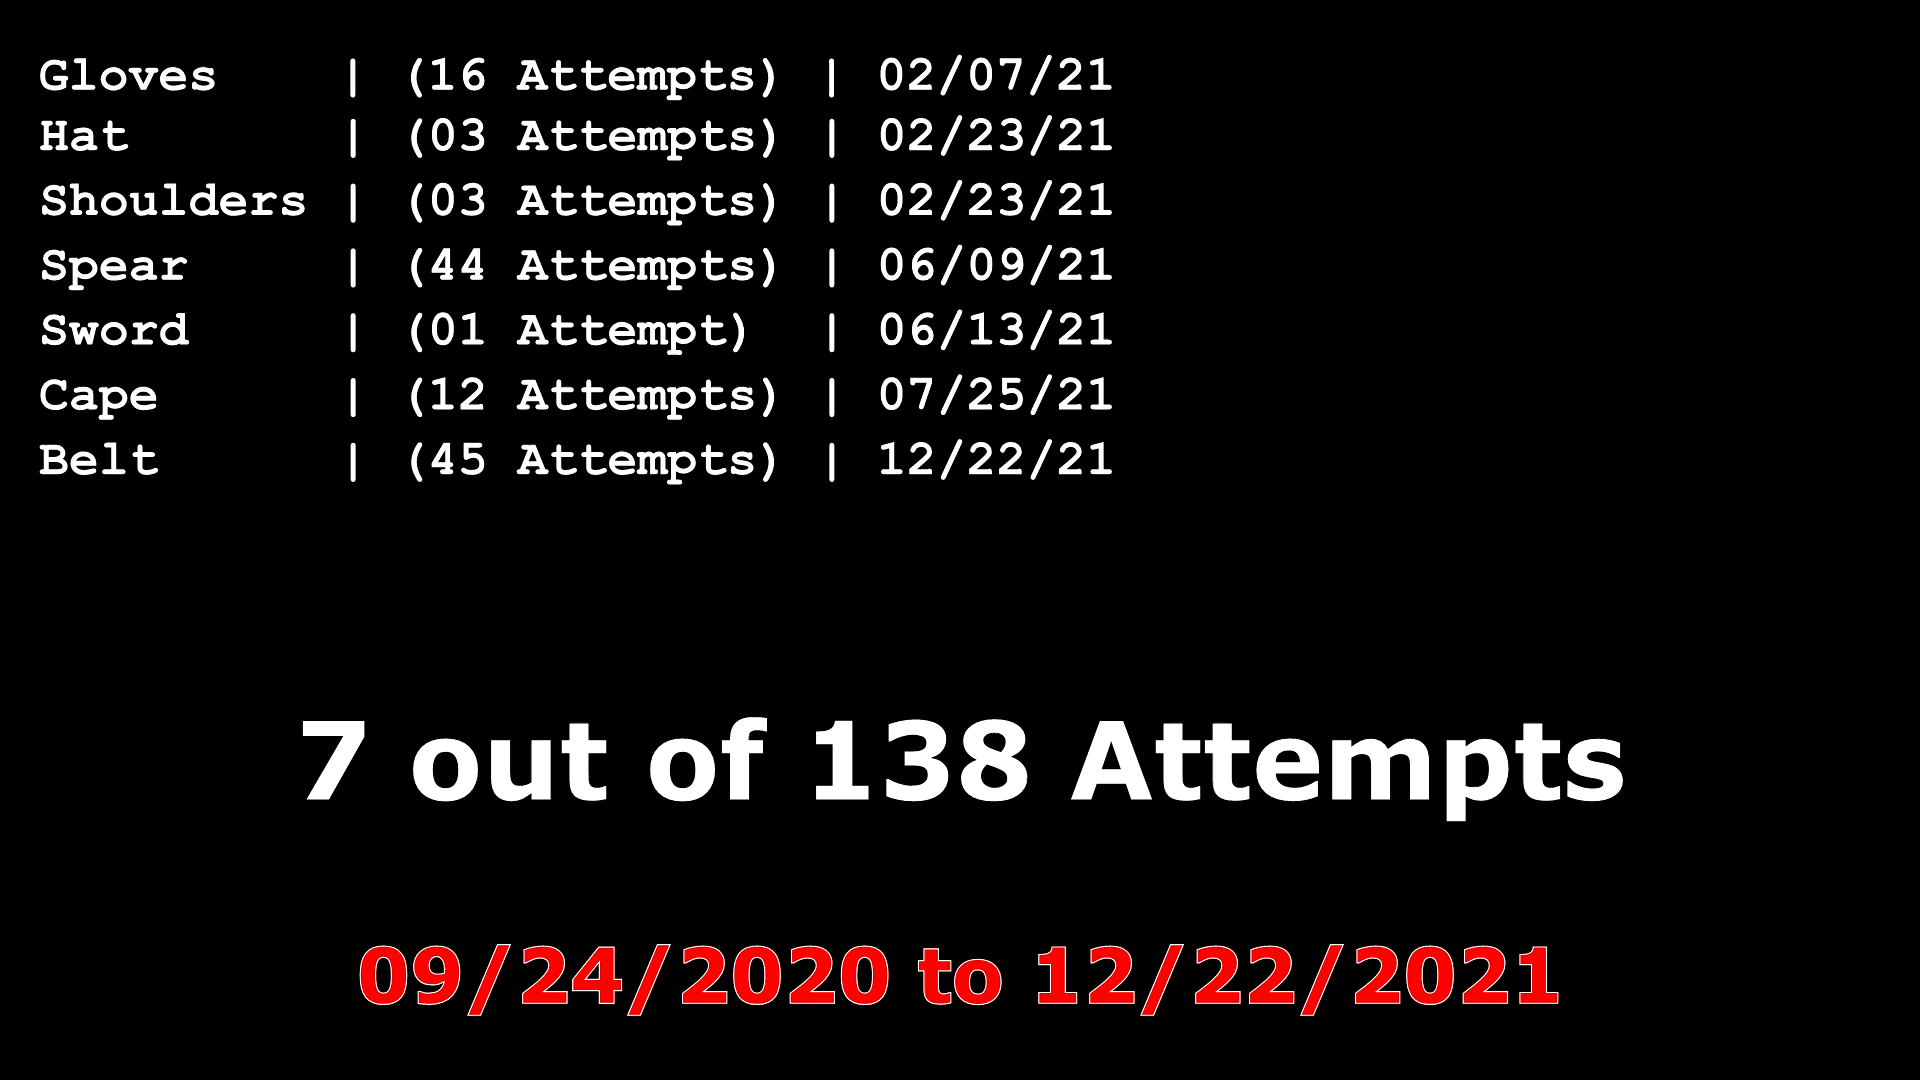 Gloves | (16 Attempts) | 02/07/21
Hat | (03 Attempts) | 02/23/21
Shoulders | (03 Attempts) | 02/23/21
Spear | (44 Attempts) | 06/09/21
Sword | (01 Attempt) | 06/13/21
Cape | (12 Attempts) | 07/25/21
Belt | (45 Attempts) | 12/22/21
7 out of 138 Attempts
09/24/2020 to 12/22/2021